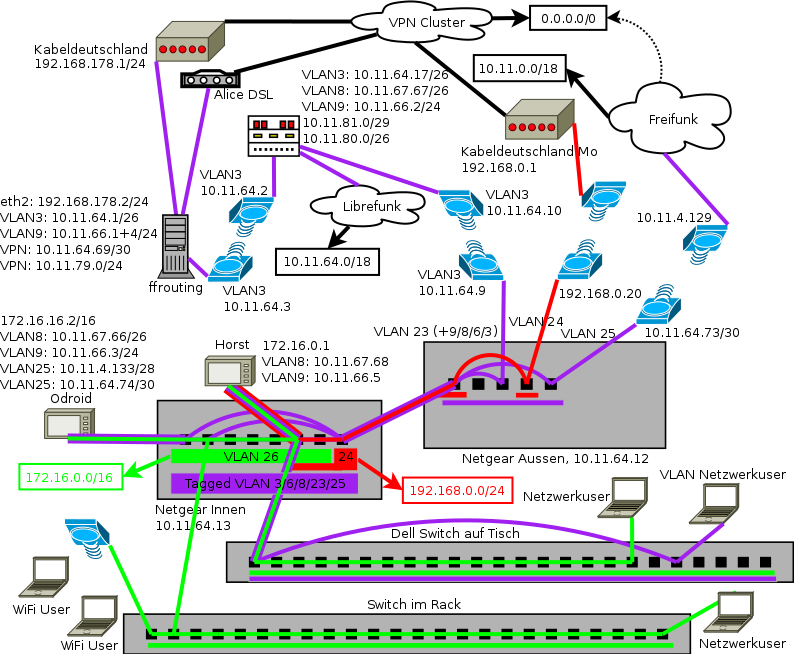 VPN Cluster
0.0.0.0/0
Kabeldeutschland
192.168.178.1/24
Alice DSL
VLAN3: 10.11.64.17/26
VLAN8: 10.11.67.67/26
VLAN9: 10.11.66.2/24
10.11.81.0/29
10.11.80.0/26
10.11.0.0/18
Freifunk
Kabeldeutschland Mo
192.168.0.1
VLAN3
10.11.64.2
Librefunk
VLAN3
10.11.64.10
10.11.4.129
eth2: 192.168.178.2/24
VLAN3: 10.11.64.1/26
VLAN9: 10.11.66.1+4/24
VPN: 10.11.64.69/30
VPN: 10.11.79.0/24
ffrouting
10.11.64.0/18
VLAN3
10.11.64.3
VLAN3
10.11.64.9
192.168.0.20
VLAN 23 (+9/8/6/3)
VLAN 24
VLAN 25
10.11.64.73/30
172.16.16.2/16
VLAN8: 10.11.67.66/26
VLAN9: 10.11.66.3/24
VLAN25: 10.11.4.133/28
VLAN25: 10.11.64.74/30
Odroid
Horst
172.16.0.1
VLAN8: 10.11.67.68
VLAN9: 10.11.66.5
Netgear Aussen, 10.11.64.12
VLAN 26
24
Tagged VLAN 3/6/8/23/25
172.16.0.0/16
192.168.0.0/24
Netgear Innen
10.11.64.13
Netzwerkuser
VLAN Netzwerkuser
Dell Switch auf Tisch
WiFi User
WiFi User
Switch im Rack
Netzwerkuser